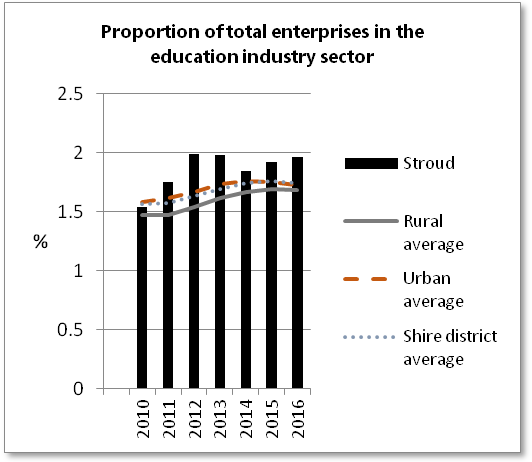 Proportion of total enterprises in the
education industry sector
2.5
2
1.5
1
0.5
0
%
2010
2011
2012
2013
2014
2015
2016
Stroud
Rural
average
Urban
average
Shire district
average